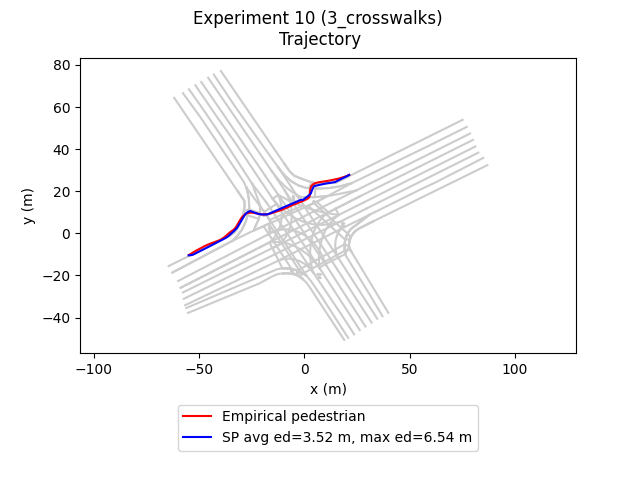 Experiment 10 (3_crosswalks)
Trajectory
80
60
40
20
0
−20
−40
y (m)
−100
−50
0
50
100
x (m)
Empirical pedestrian
SP avg ed=3.52 m, max ed=6.54 m